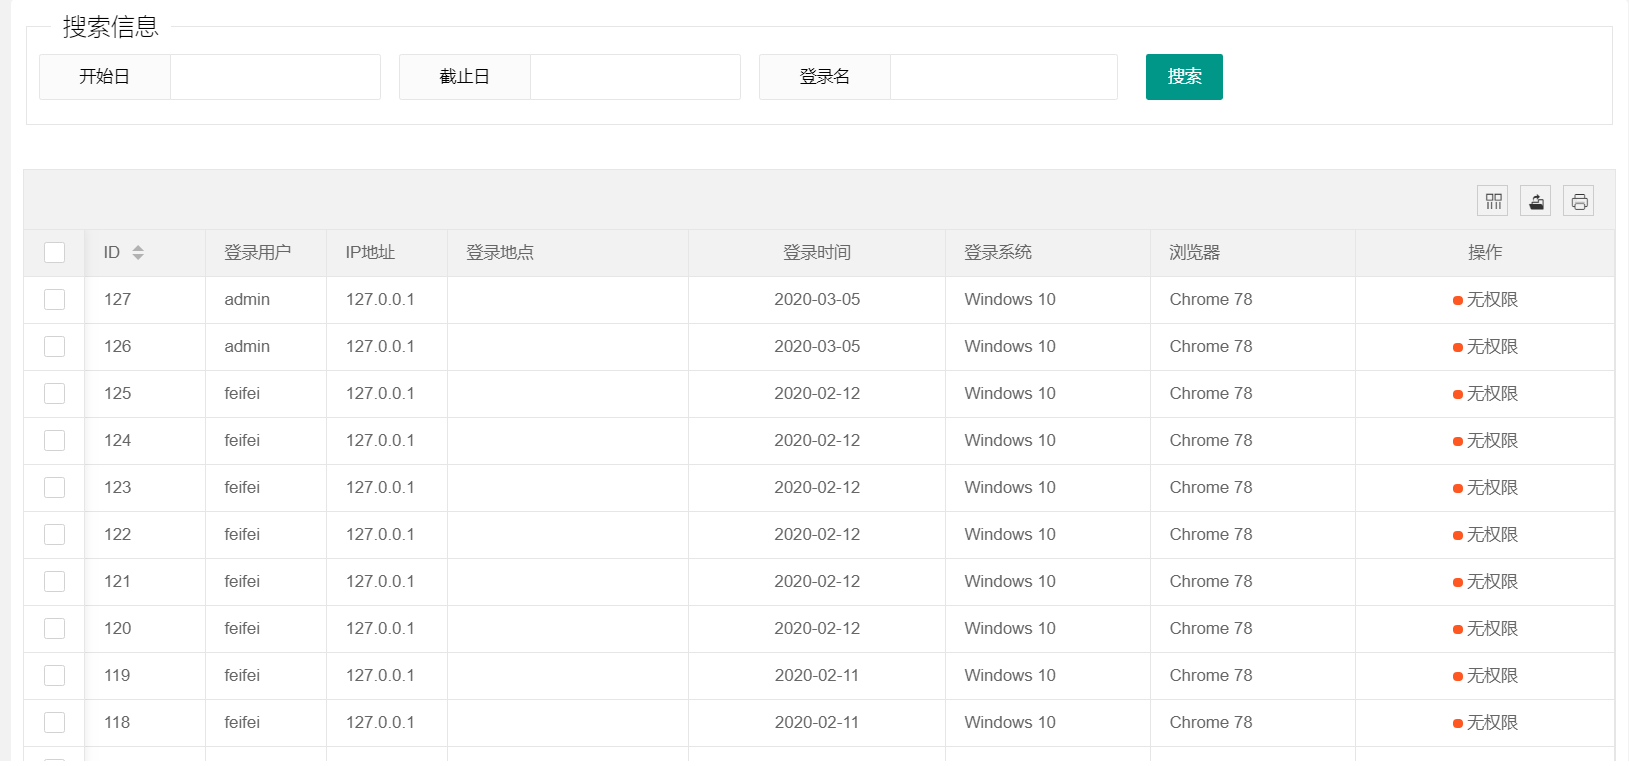 搜索信息
开始日 截止日 登录名 搜索
ID 登录用户 IP地址 登录地点 登录时间 登录系统 浏览器 操作
127 admin 127.0.0.1 2020-03-05 Windows 10 Chrome 78 无权限
126 admin 127.0.0.1 2020-03-05 Windows 10 Chrome 78 无权限
125 feifei 127.0.0.1 2020-02-12 Windows 10 Chrome 78 无权限
124 feifei 127.0.0.1 2020-02-12 Windows 10 Chrome 78 无权限
123 feifei 127.0.0.1 2020-02-12 Windows 10 Chrome 78 无权限
122 feifei 127.0.0.1 2020-02-12 Windows 10 Chrome 78 无权限
121 feifei 127.0.0.1 2020-02-12 Windows 10 Chrome 78 无权限
120 feifei 127.0.0.1 2020-02-12 Windows 10 Chrome 78 无权限
119 feifei 127.0.0.1 2020-02-11 Windows 10 Chrome 78 无权限
118 feifei 127.0.0.1 2020-02-11 Windows 10 Chrome 78 无权限